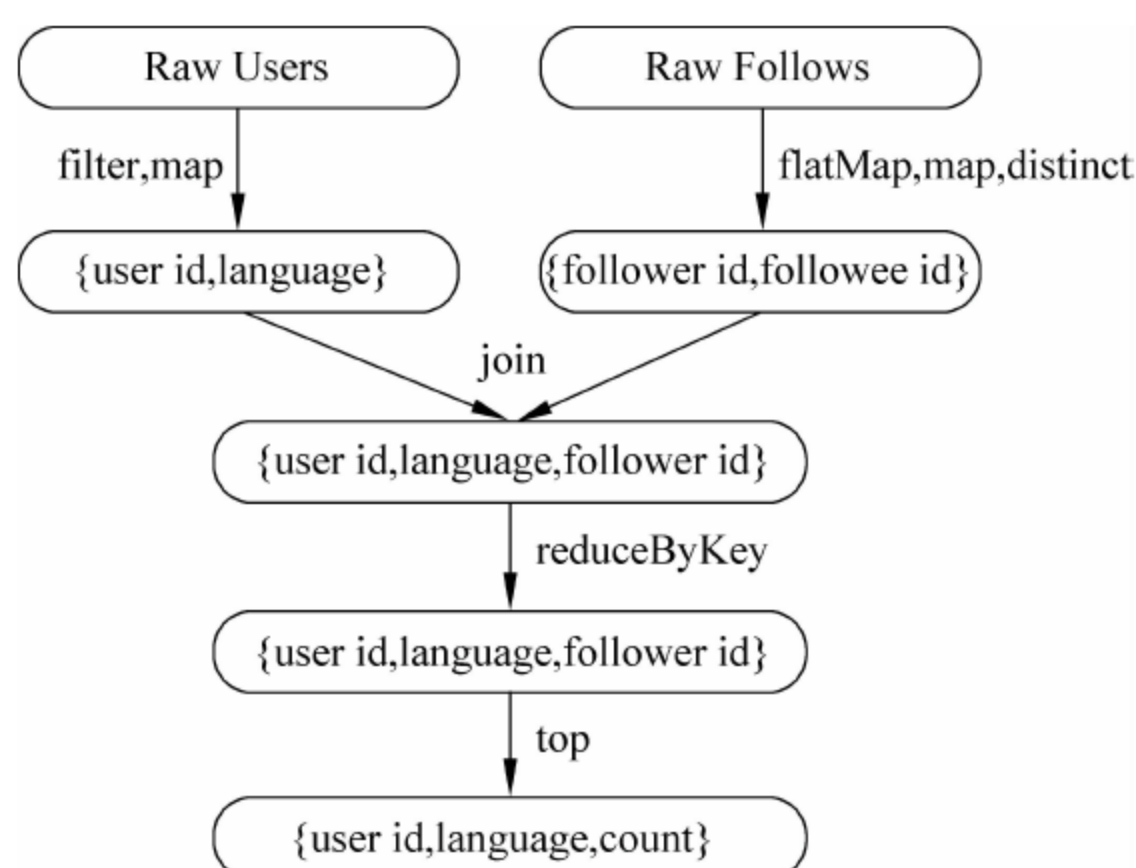 Raw Users
Raw Follows
filter,map
flatMap,map,distinct
{user id,language}
{follower id,followee id}
join
{user id,language,follower id}
reduceByKey
{user id,language,follower id}
top
{user id,language,count}